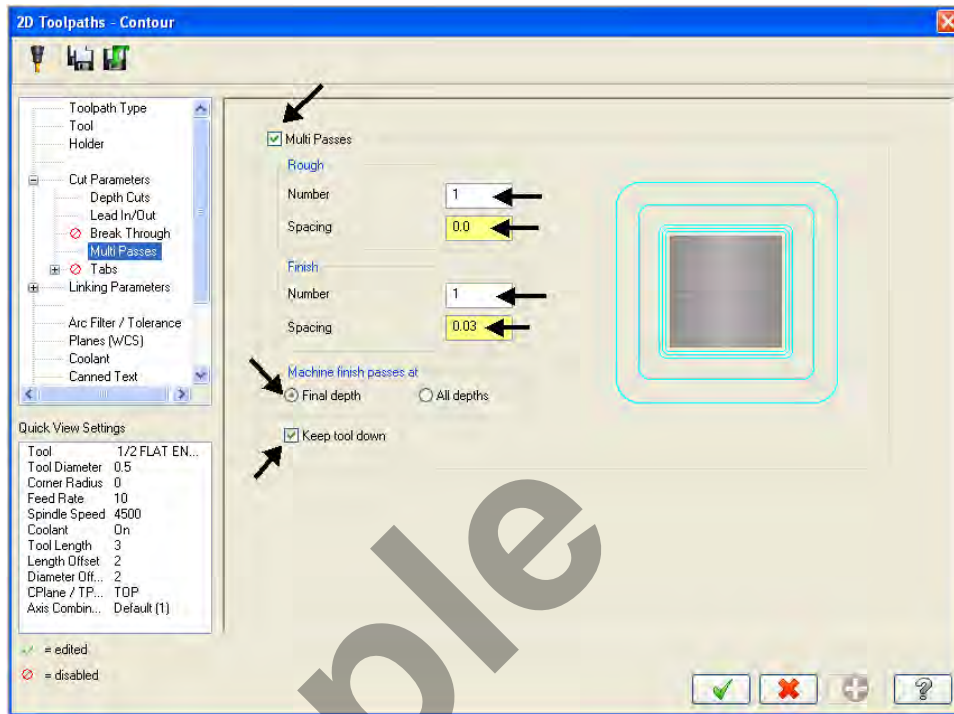 2D Toolpaths - Contour
Toolpath Type
Tool
Holder
Cut Parameters
Depth Cuts
Lead In/Out
Break Through
Multi Passes
Tabs
Linking Parameters
Arc Filter / Tolerance
Planes (WCS)
Coolant
Canned Text
Quick View Settings
Tool 1/2 FLAT EN...
Tool Diameter 0.5
Corner Radius 0
Feed Rate 10
Spindle Speed 4500
Coolant On
Tool Length 3
Length Offset 2
Diameter Off... 2
CPlane / TP... TOP
Axis Combin... Default (1)
= edited
= disabled
Multi Passes
Rough
Number 1
Spacing 0.0
Finish
Number 1
Spacing 0.03
Machine finish passes at
Final depth All depths
Keep tool down
ple